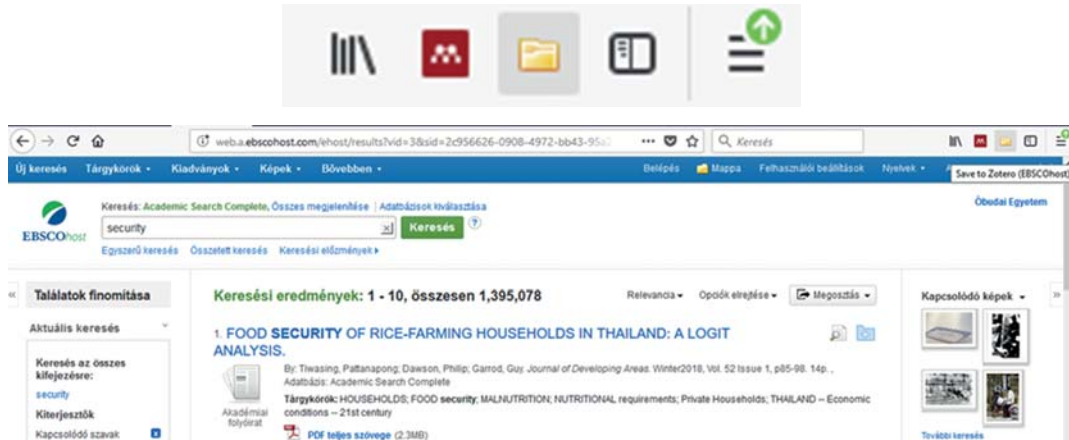 web.a.ebscohost.com/ehost/results?vid=3&sid=2c956626-0908-4972-bb43-95a2
Keresés
Új keresés Tárgykörök Kiadványok Képek Bővebben
Belépés Mappa Felhasználói beállítások Nyelvek
Save to Zotero (EBSCOhost)
Keresés: Academic Search Complete, Összes megjelenítése | Adatbázisok kiválasztása
Óbudai Egyetem
EBSCOhost
security
Keresés
Egyszerű keresés Összetett keresés Keresési előzmények
Találatok finomítása
Keresési eredmények: 1 - 10, összesen 1,395,078
Relevancia Opciók elrejtése Megosztás
Kapcsolódó képek
Aktuális keresés
1. FOOD SECURITY OF RICE-FARMING HOUSEHOLDS IN THAILAND: A LOGIT
ANALYSIS.
Keresés az összes
kifejezésre:
security
Kiterjesztők
Kapcsolódó szavak
Akadémiai
folyóirat
By: Tiwasing, Pattanapong; Dawson, Philip; Garrod, Guy. Journal of Developing Areas. Winter2018, Vol. 52 Issue 1, p85-98. 14p. ,
Adatbázis: Academic Search Complete
Tárgykörök: HOUSEHOLDS; FOOD security; MALNUTRITION; NUTRITIONAL requirements; Private Households; THAILAND -- Economic
conditions -- 21st century
PDF teljes szövege (2.3MB)
További keresés